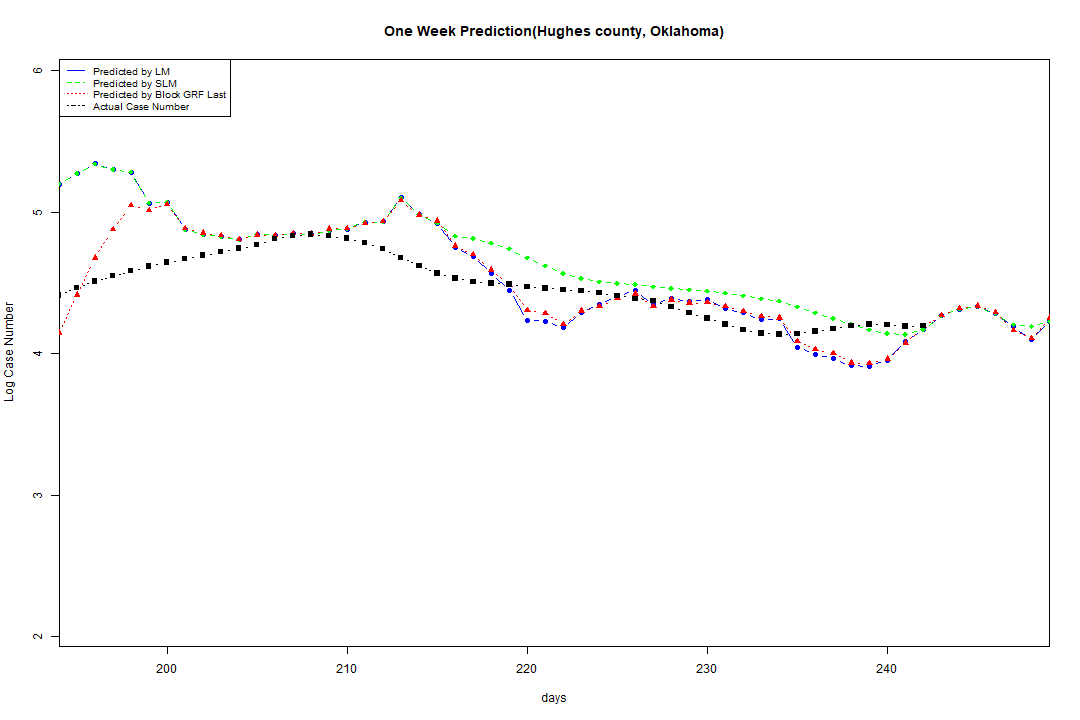 One Week Prediction(Hughes county, Oklahoma)
Predicted by LM
Predicted by SLM
Predicted by Block GRF Last
Actual Case Number
6
5
4
3
2
Log Case Number
200 210 220 230 240
days